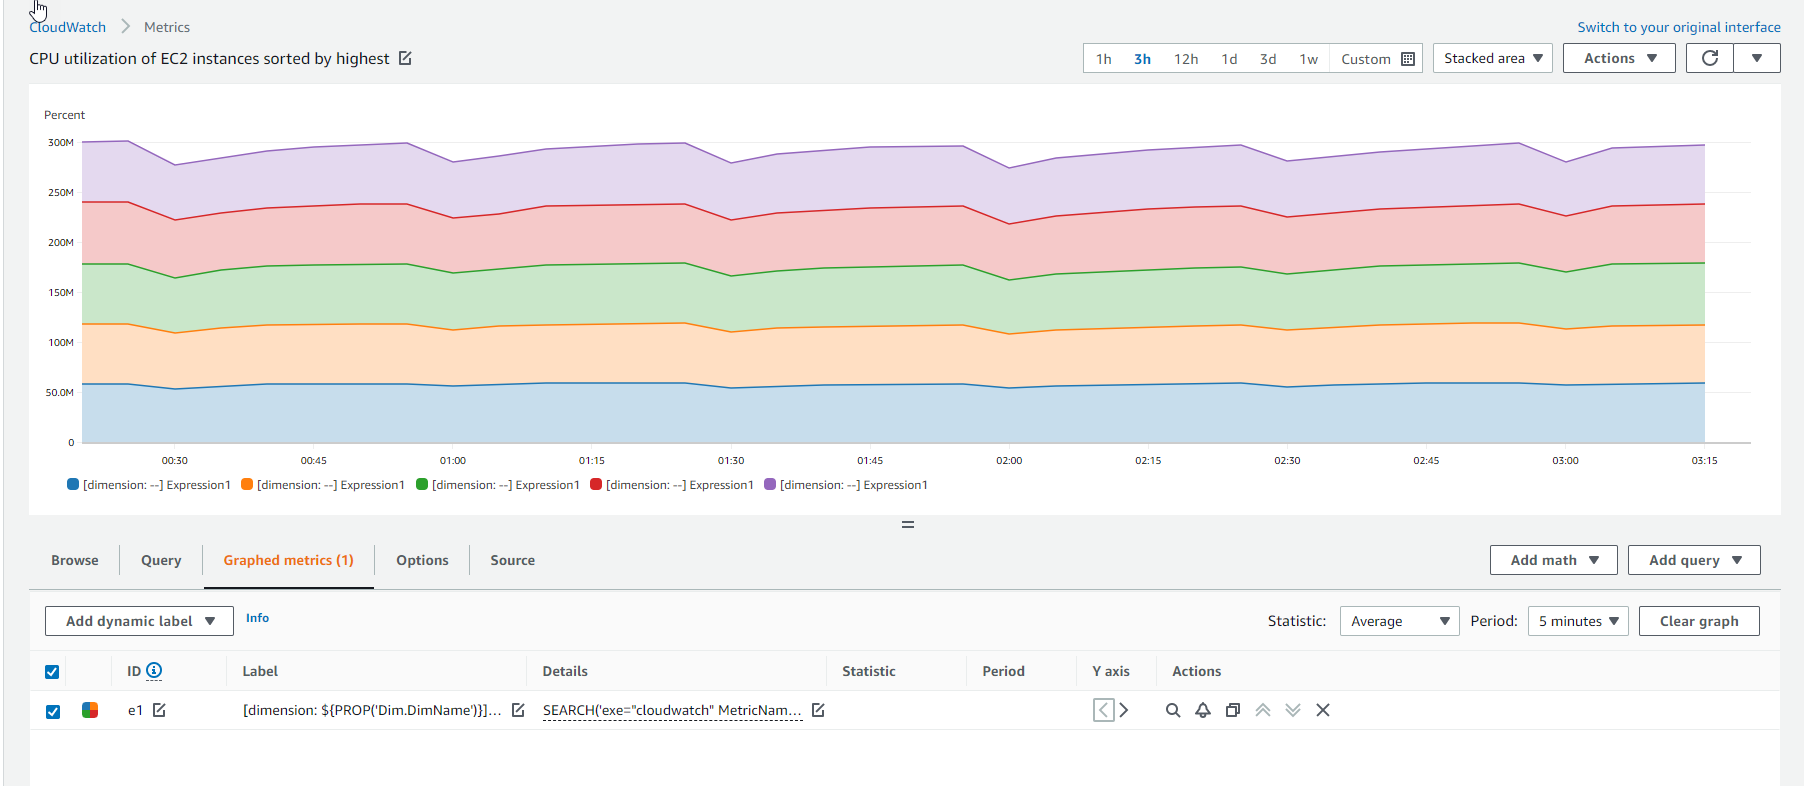 CloudWatch > Metrics
Switch to your original interface
CPU utilization of EC2 instances sorted by highest
1h 3h 12h 1d 3d 1w Custom
Stacked area
Actions
Percent
300M
250M
200M
150M
100M
50.0M
0
00:30 00:45 01:00 01:15 01:30 01:45 02:00 02:15 02:30 02:45 03:00 03:15
[dimension: --] Expression1 [dimension: --] Expression1 [dimension: --] Expression1 [dimension: --] Expression1 [dimension: --] Expression1
Browse Query Graphed metrics (1) Options Source
Add math Add query
Add dynamic label Info
Statistic: Average Period: 5 minutes Clear graph
ID Label Details Statistic Period Y axis Actions
e1 [dimension: ${PROP('Dim.DimName')}]... SEARCH('exe="cloudwatch" MetricNam...